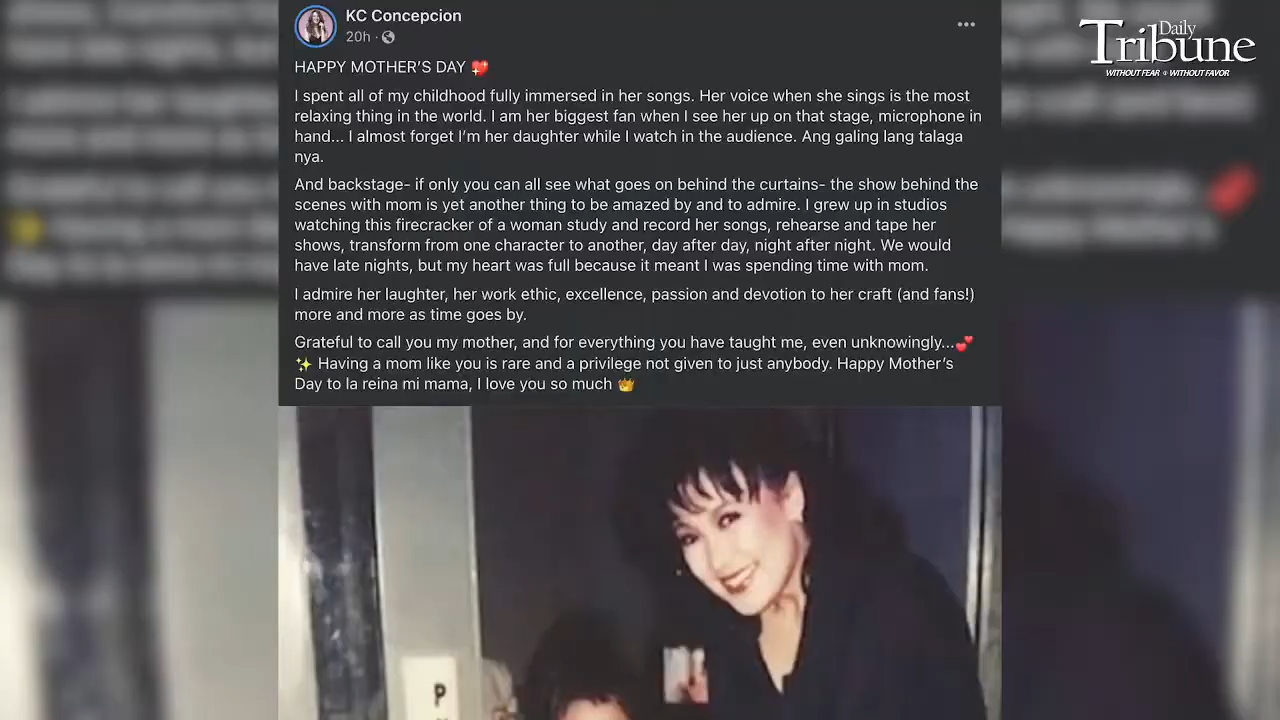 KC Concepcion
20h ·
HAPPY MOTHER'S DAY 💖
I spent all of my childhood fully immersed in her songs. Her voice when she sings is the most
relaxing thing in the world. I am her biggest fan when I see her up on that stage, microphone in
hand... I almost forget I'm her daughter while I watch in the audience. Ang galing lang talaga
nya.
And backstage- if only you can all see what goes on behind the curtains- the show behind the
scenes with mom is yet another thing to be amazed by and to admire. I grew up in studios
watching this firecracker of a woman study and record her songs, rehearse and tape her
shows, transform from one character to another, day after day, night after night. We would
have late nights, but my heart was full because it meant I was spending time with mom.
I admire her laughter, her work ethic, excellence, passion and devotion to her craft (and fans!)
more and more as time goes by.
Grateful to call you my mother, and for everything you have taught me, even unknowingly...💕
✨ Having a mom like you is rare and a privilege not given to just anybody. Happy Mother's
Day to la reina mi mama, I love you so much 👑
Daily
Tribune
WITHOUT FEAR WITHOUT FAVOR
P